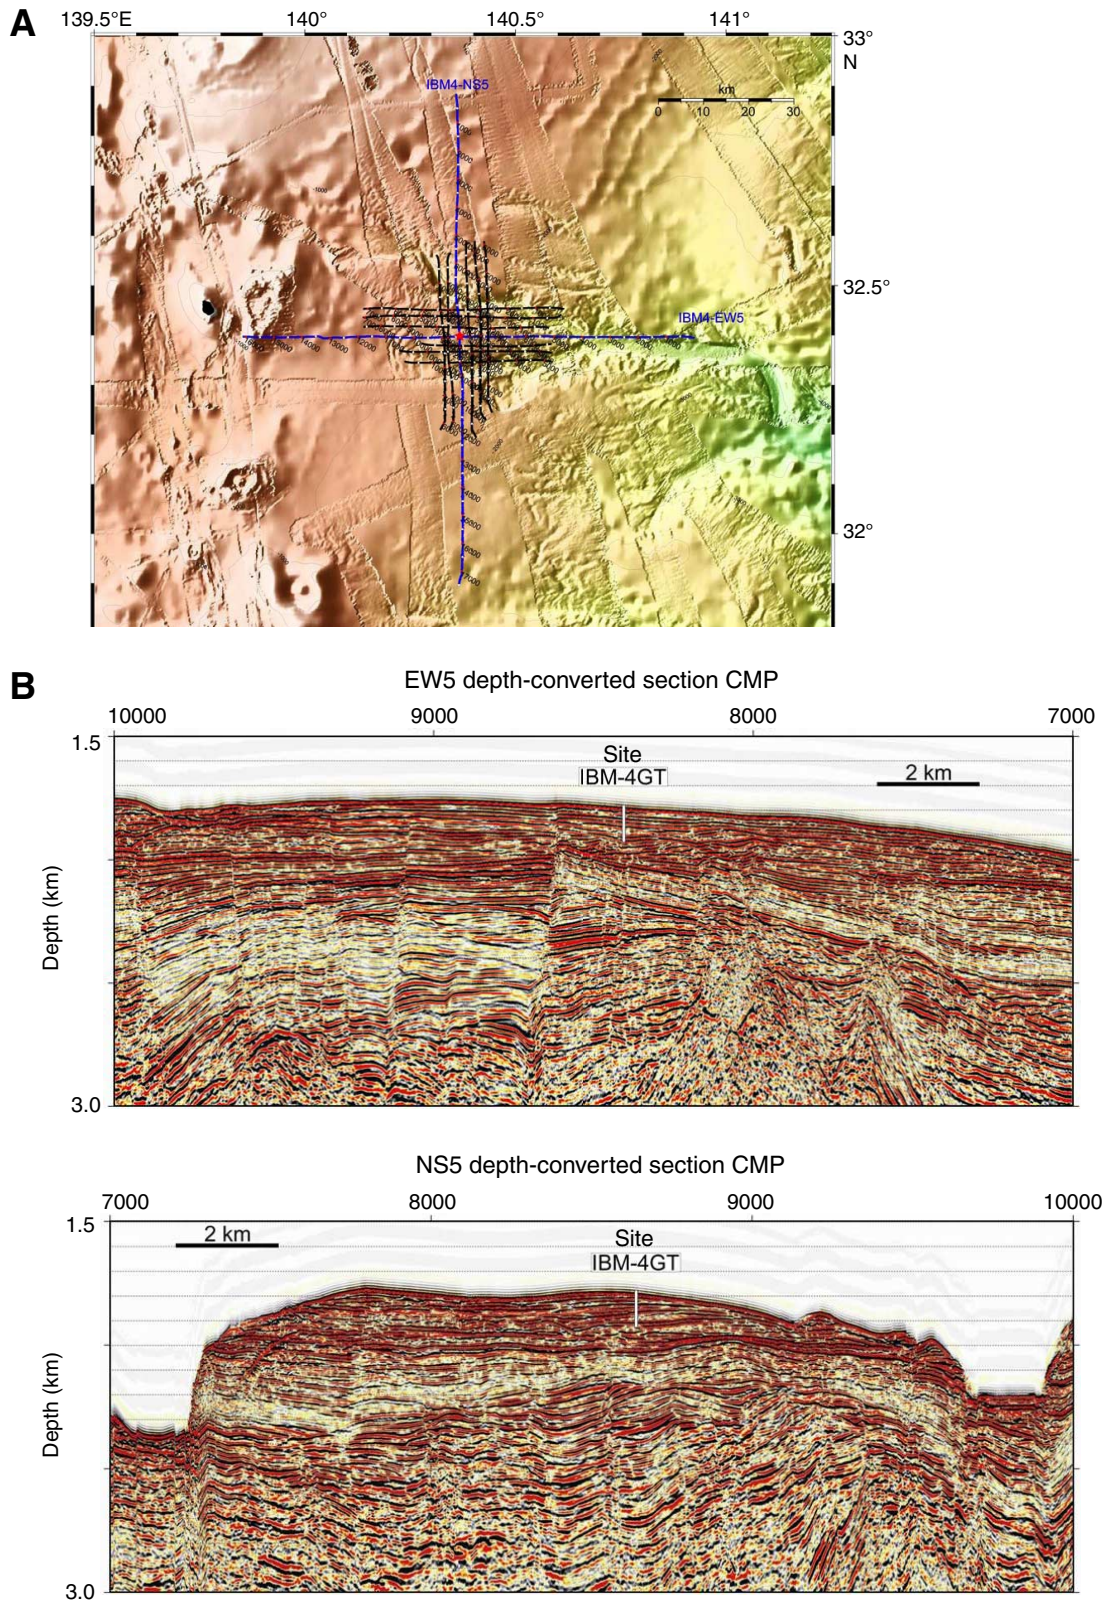 A
139.5°E 140° 140.5° 141°
33°
N
IBM4-NS5
km
0 10 20 30
32.5°
IBM4-EW5
32°
B
EW5 depth-converted section CMP
10000 9000 8000 7000
1.5
Site
IBM-4GT
2 km
Depth (km)
3.0
NS5 depth-converted section CMP
7000 8000 9000 10000
1.5
2 km
Site
IBM-4GT
Depth (km)
3.0